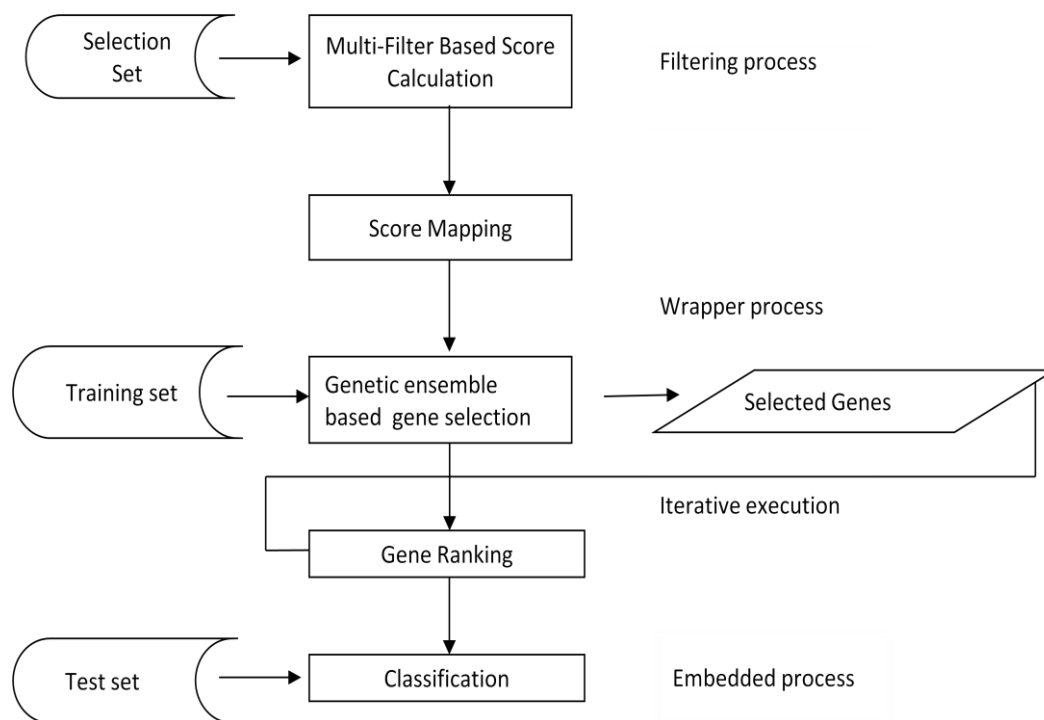 Selection
Set
Multi-Filter Based Score
Calculation
Filtering process
Score Mapping
Wrapper process
Training set
Genetic ensemble
based gene selection
Selected Genes
Iterative execution
Gene Ranking
Test set
Classification
Embedded process